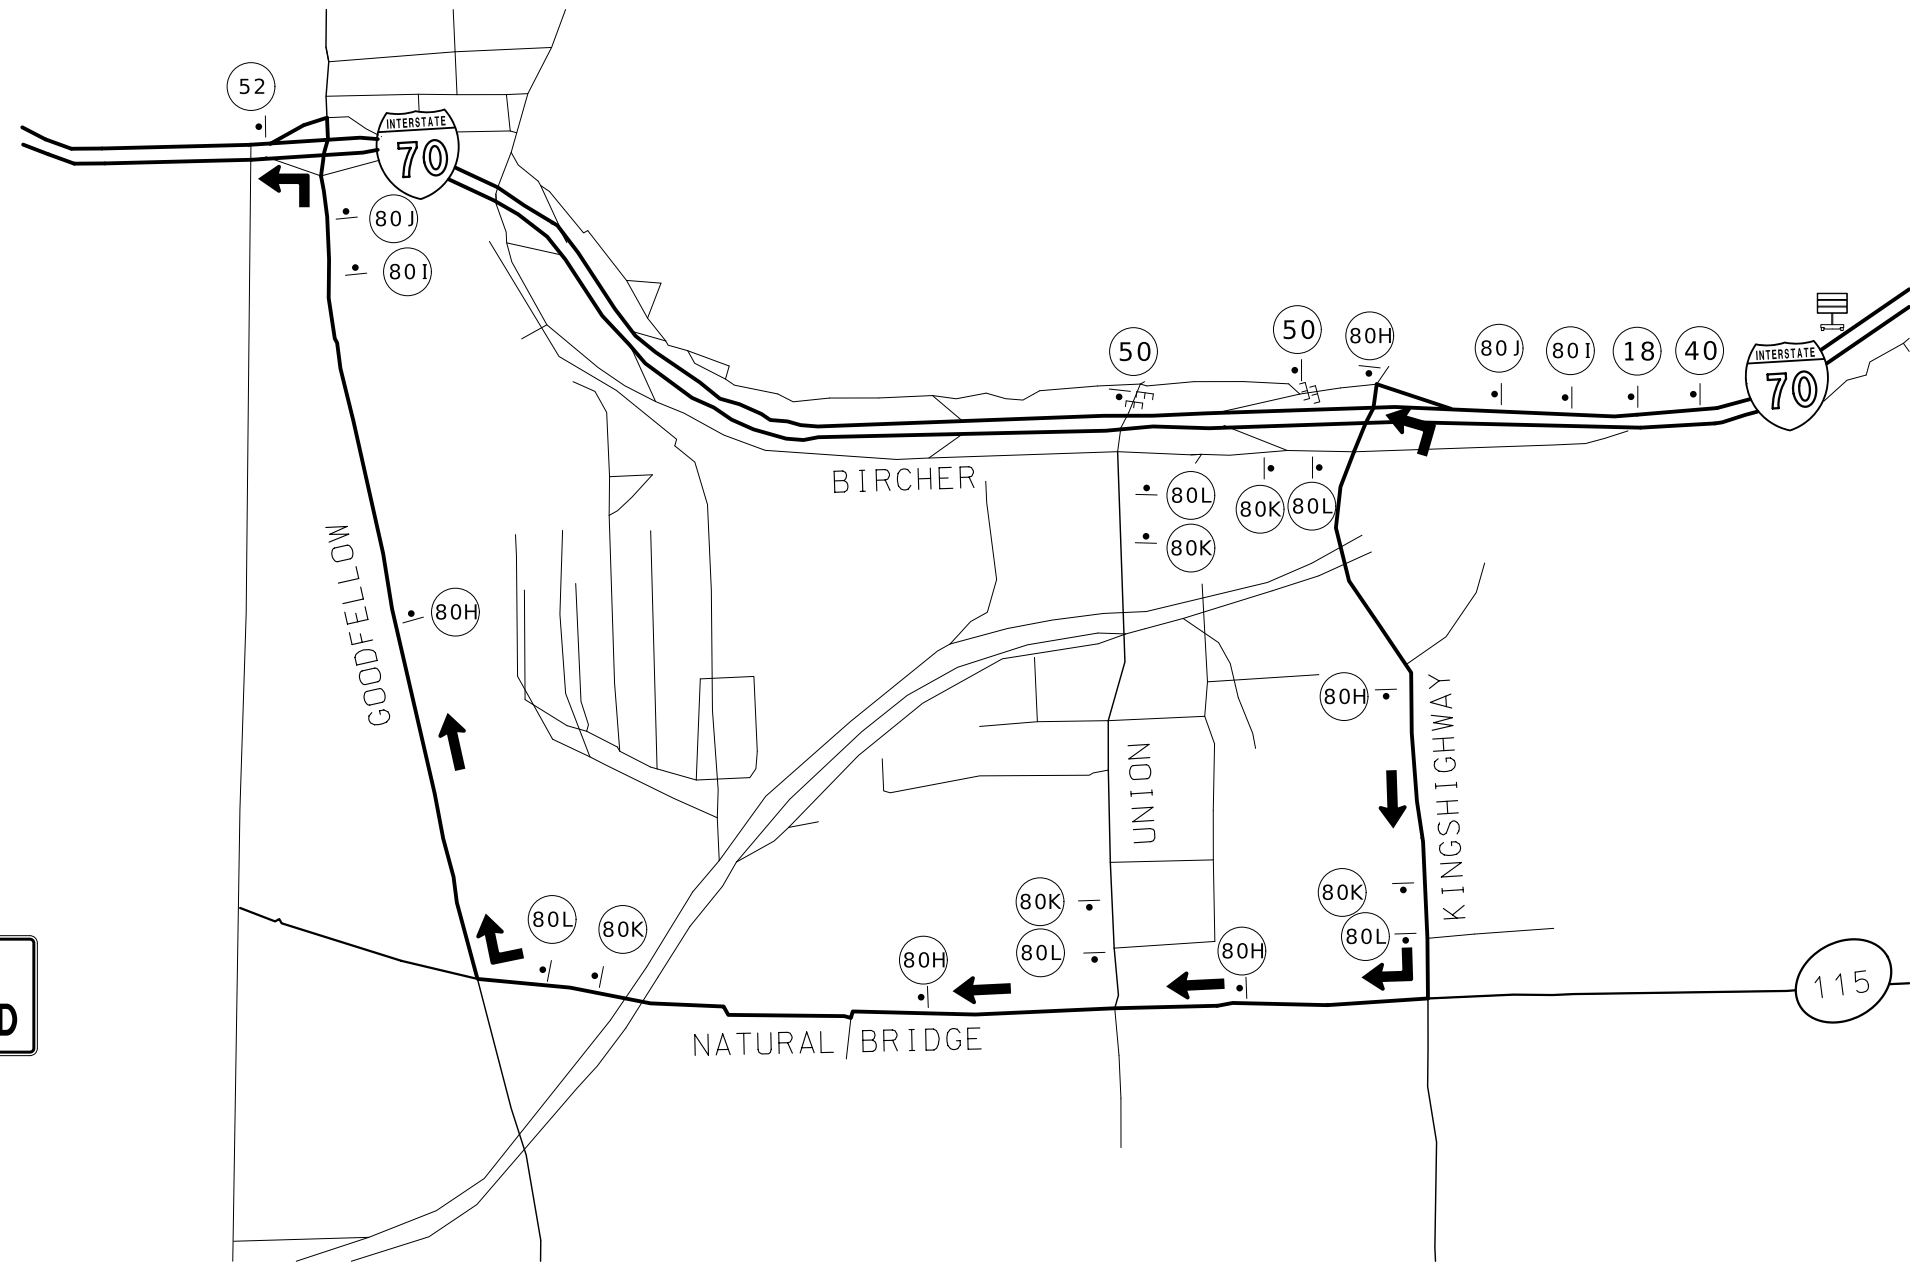 52
INTERSTATE
70
80J
80I
50
50
80H
80J
80I
18
40
INTERSTATE
70
BIRCHER
80L
80K
80L
80K
GOODFELLOW
80H
80H
KINGSHIGHWAY
UNION
80L
80K
80K
80L
80H
80H
80K
80L
115
D
NATURAL BRIDGE